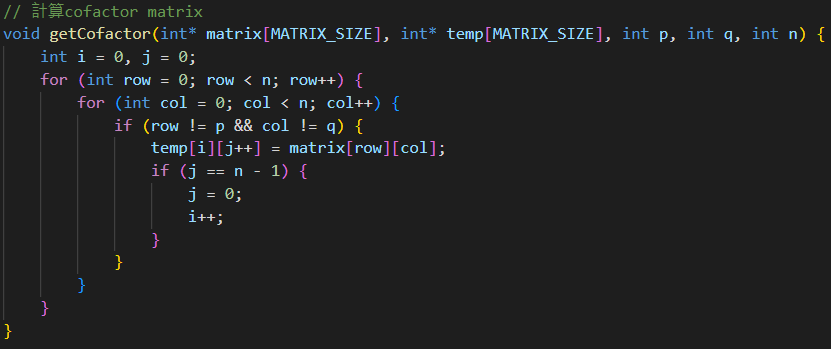 // 計算cofactor matrix
void getCofactor(int* matrix[MATRIX_SIZE], int* temp[MATRIX_SIZE], int p, int q, int n) {
    int i = 0, j = 0;
    for (int row = 0; row < n; row++) {
        for (int col = 0; col < n; col++) {
            if (row != p && col != q) {
                temp[i][j++] = matrix[row][col];
                if (j == n - 1) {
                    j = 0;
                    i++;
                }
            }
        }
    }
}